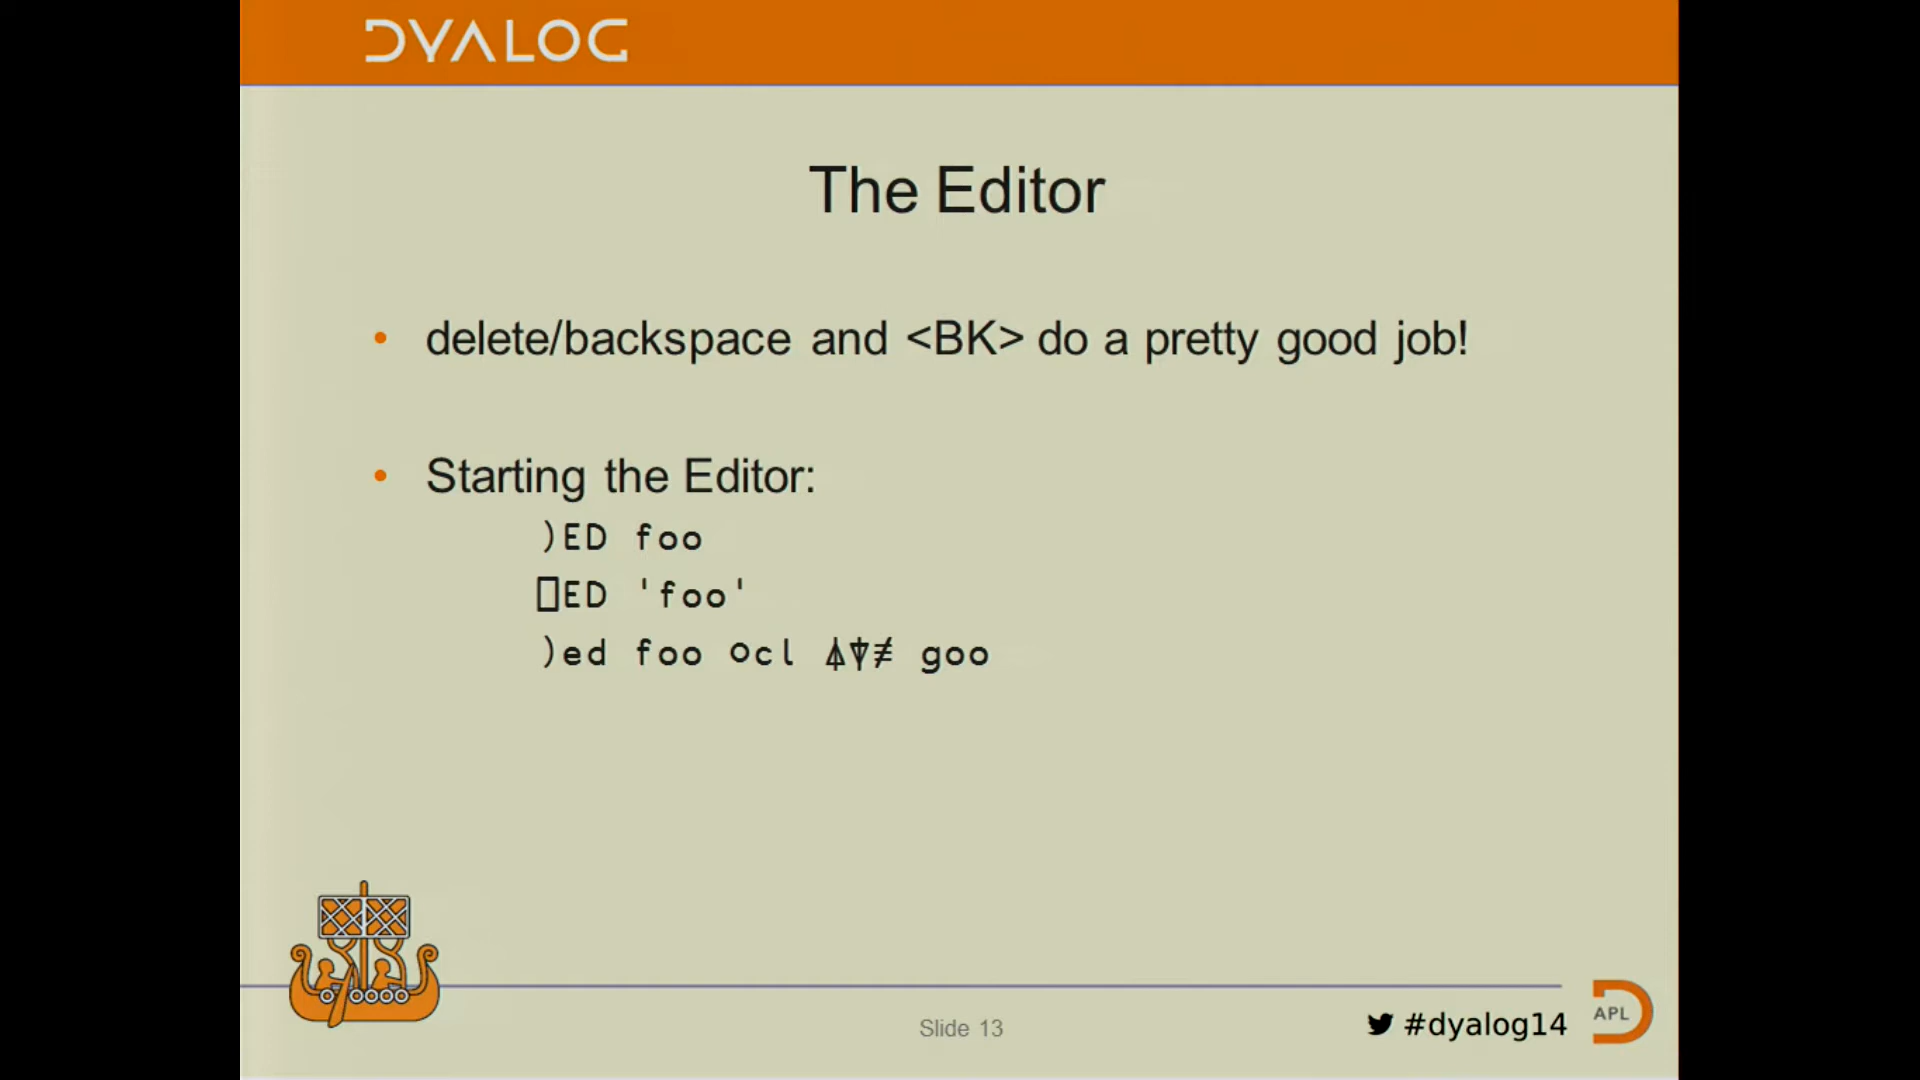 DYALOG
The Editor
• delete/backspace and <BK> do a pretty good job!
• Starting the Editor:
)ED foo
⎕ED 'foo'
)ed foo ○cl ⍋⍒≢ goo
Slide 13
#dyalog14
APL